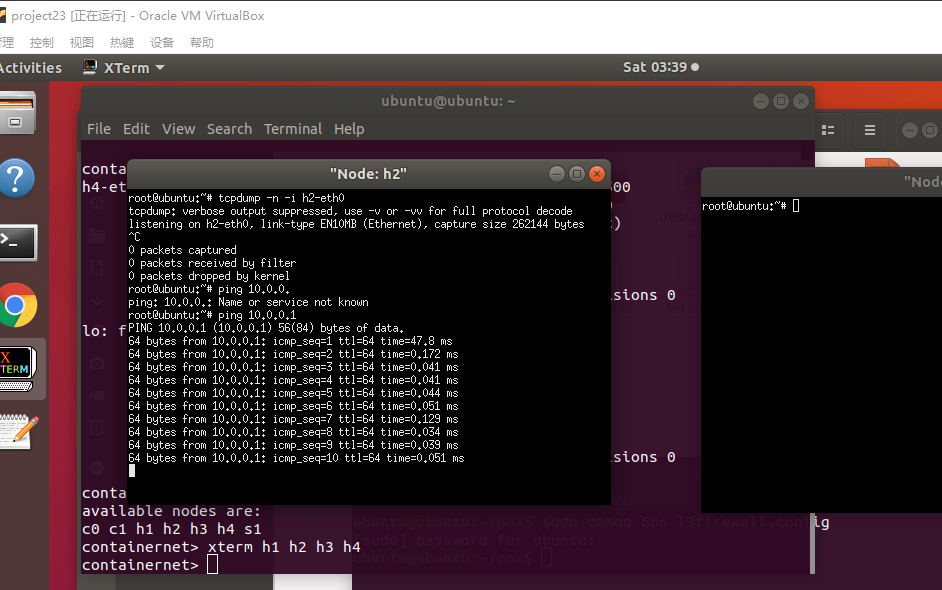 project23 [正在运行] - Oracle VM VirtualBox
管理 控制 视图 热键 设备 帮助
Activities XTerm Sat 03:39
ubuntu@ubuntu: ~
File Edit View Search Terminal Help
conta
h4-et
500
)
lo: f
isions 0
isions 0
"Node: h2"
root@ubuntu:~# tcpdump -n -i h2-eth0
tcpdump: verbose output suppressed, use -v or -vv for full protocol decode
listening on h2-eth0, link-type EN10MB (Ethernet), capture size 262144 bytes
^C
0 packets captured
0 packets received by filter
0 packets dropped by kernel
root@ubuntu:~# ping 10.0.0.
ping: 10.0.0.: Name or service not known
root@ubuntu:~# ping 10.0.0.1
PING 10.0.0.1 (10.0.0.1) 56(84) bytes of data.
64 bytes from 10.0.0.1: icmp_seq=1 ttl=64 time=47.8 ms
64 bytes from 10.0.0.1: icmp_seq=2 ttl=64 time=0.172 ms
64 bytes from 10.0.0.1: icmp_seq=3 ttl=64 time=0.041 ms
64 bytes from 10.0.0.1: icmp_seq=4 ttl=64 time=0.041 ms
64 bytes from 10.0.0.1: icmp_seq=5 ttl=64 time=0.044 ms
64 bytes from 10.0.0.1: icmp_seq=6 ttl=64 time=0.051 ms
64 bytes from 10.0.0.1: icmp_seq=7 ttl=64 time=0.129 ms
64 bytes from 10.0.0.1: icmp_seq=8 ttl=64 time=0.034 ms
64 bytes from 10.0.0.1: icmp_seq=9 ttl=64 time=0.039 ms
64 bytes from 10.0.0.1: icmp_seq=10 ttl=64 time=0.051 ms
"Nod
root@ubuntu:~#
conta
available nodes are:
c0 c1 h1 h2 h3 h4 s1
containernet> xterm h1 h2 h3 h4
containernet>
ubuntu@ubuntu:~/pox$ sudo chmod 666 l3firewall.config
[sudo] password for ubuntu:
ubuntu@ubuntu:~/pox$
XTERM